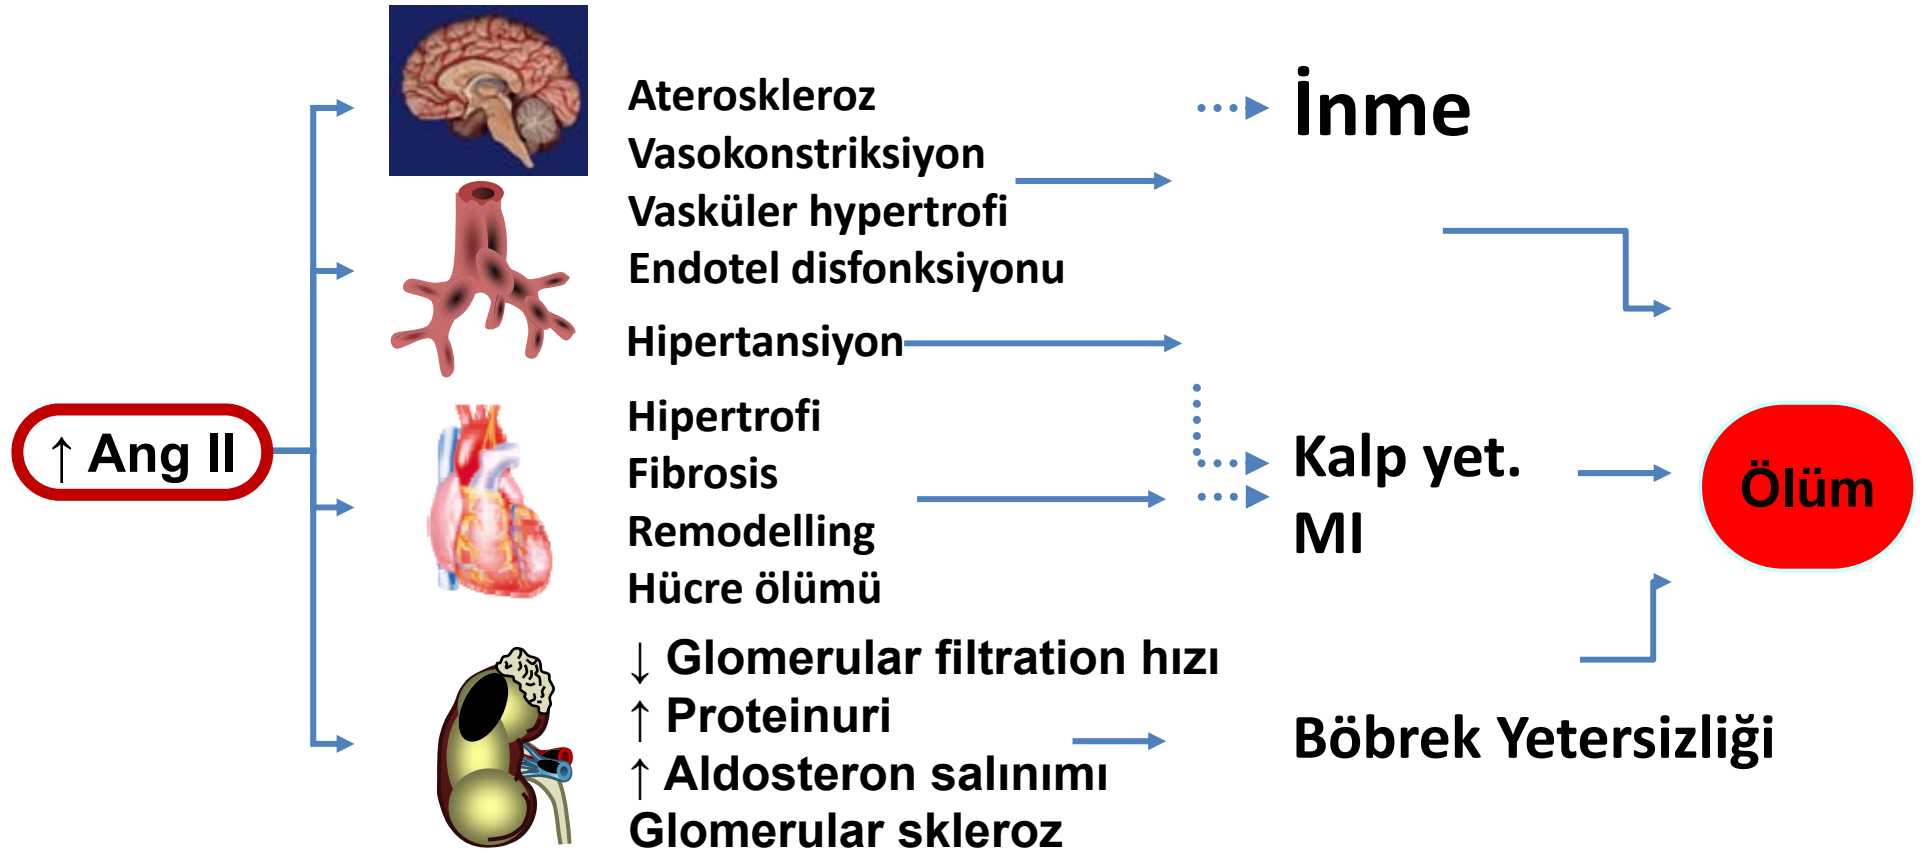 ↑ Ang II
Ateroskleroz
Vasokonstriksiyon
Vasküler hypertrofi
Endotel disfonksiyonu
Hipertansiyon
Hipertrofi
Fibrosis
Remodelling
Hücre ölümü
↓ Glomerular filtration hızı
↑ Proteinuri
↑ Aldosteron salınımı
Glomerular skleroz
İnme
Kalp yet.
MI
Böbrek Yetersizliği
Ölüm